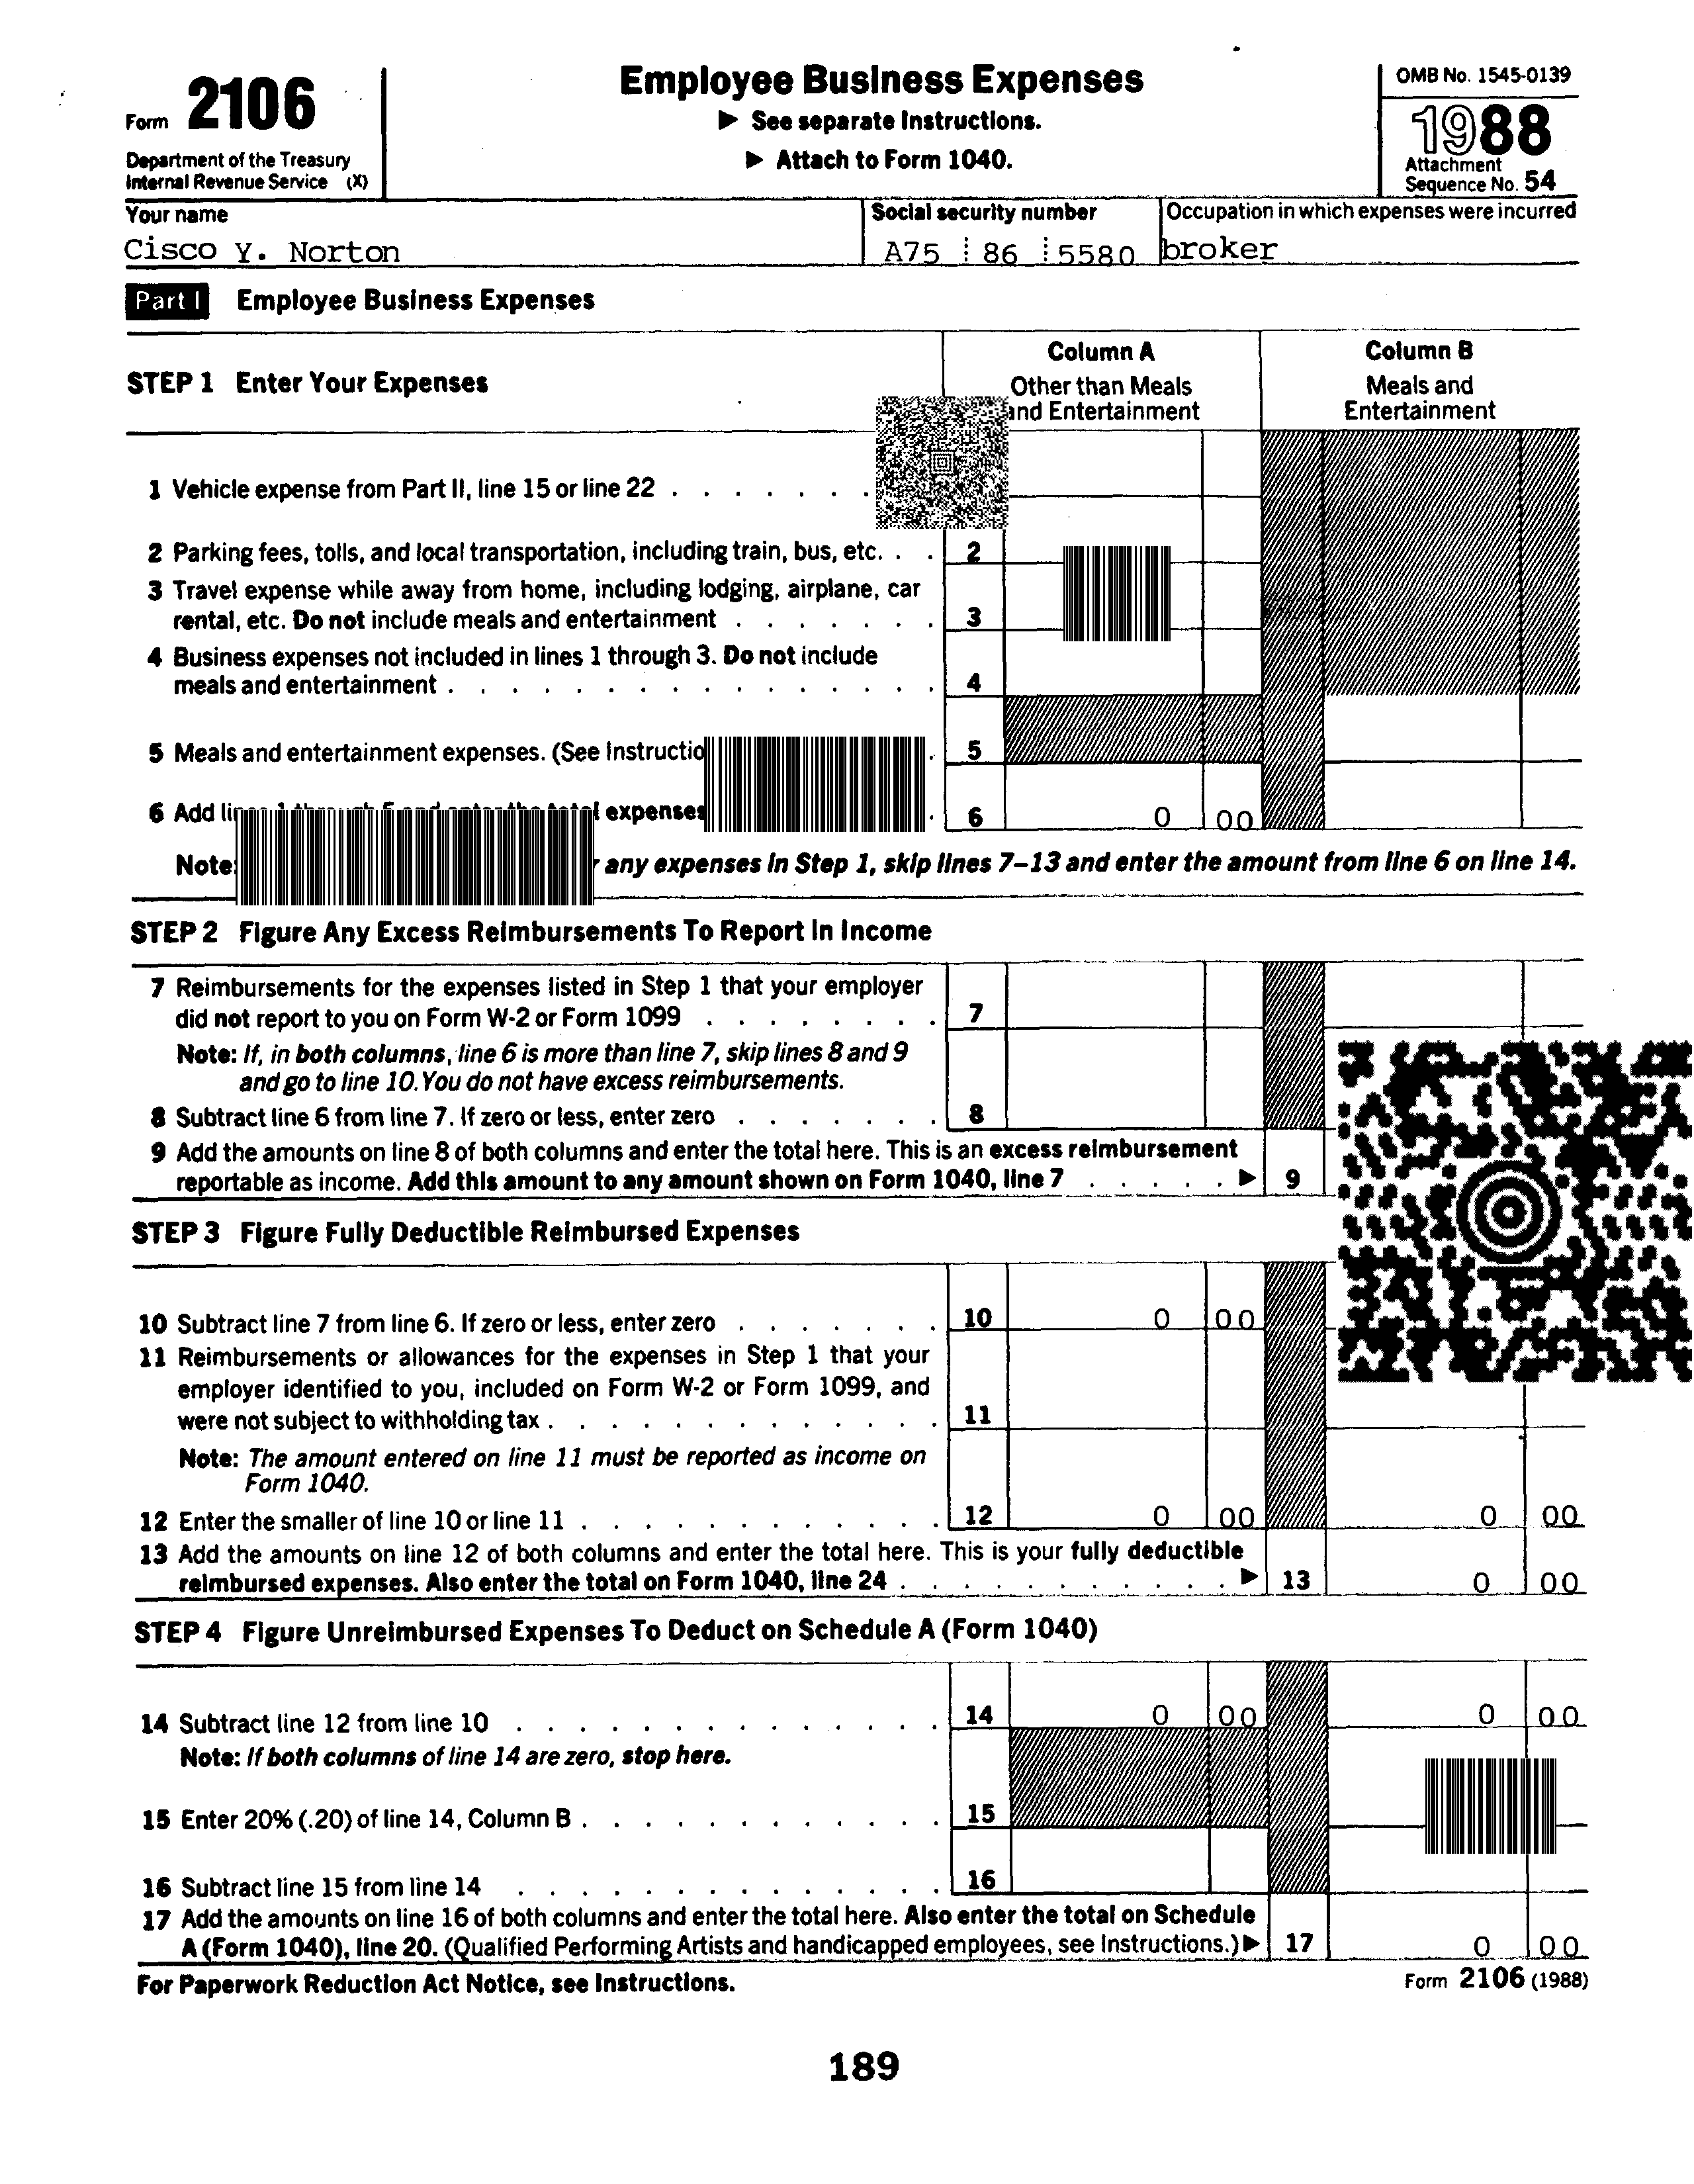 Form 2106
Department of the Treasury
Internal Revenue Service (X)
Employee Business Expenses
▶ See separate Instructions.
▶ Attach to Form 1040.
OMB No. 1545-0139
1988
Attachment
Sequence No. 54
Your name
Cisco Y. Norton
Social security number
A75 86 5580
Occupation in which expenses were incurred
broker
Part I Employee Business Expenses
STEP 1 Enter Your Expenses
Column A
Other than Meals
and Entertainment
Column B
Meals and
Entertainment
1 Vehicle expense from Part II, line 15 or line 22 . . . . . . .
2 Parking fees, tolls, and local transportation, including train, bus, etc. . . 2
3 Travel expense while away from home, including lodging, airplane, car
rental, etc. Do not include meals and entertainment . . . . . . . 3
4 Business expenses not included in lines 1 through 3. Do not include
meals and entertainment . . . . . . . . . . . . . . . . 4
5 Meals and entertainment expenses. (See . 5
6 Add expenses . 6 0 00
Note: any expenses in Step 1, skip lines 7–13 and enter the amount from line 6 on line 14.
STEP 2 Figure Any Excess Reimbursements To Report In Income
7 Reimbursements for the expenses listed in Step 1 that your employer
did not report to you on Form W-2 or Form 1099 . . . . . . . . 7
Note: If, in both columns, line 6 is more than line 7, skip lines 8 and 9
and go to line 10. You do not have excess reimbursements.
8 Subtract line 6 from line 7. If zero or less, enter zero . . . . . . . 8
9 Add the amounts on line 8 of both columns and enter the total here. This is an excess reimbursement
reportable as income. Add this amount to any amount shown on Form 1040, line 7 . . . . . ▶ 9
STEP 3 Figure Fully Deductible Reimbursed Expenses
10 Subtract line 7 from line 6. If zero or less, enter zero . . . . . . . 10 0 00
11 Reimbursements or allowances for the expenses in Step 1 that your
employer identified to you, included on Form W-2 or Form 1099, and
were not subject to withholding tax . . . . . . . . . . . . . 11
Note: The amount entered on line 11 must be reported as income on
Form 1040.
12 Enter the smaller of line 10 or line 11 . . . . . . . . . . . . 12 0 00 0 00
13 Add the amounts on line 12 of both columns and enter the total here. This is your fully deductible
reimbursed expenses. Also enter the total on Form 1040, line 24 . . . . . . . . . . . ▶ 13 0 00
STEP 4 Figure Unreimbursed Expenses To Deduct on Schedule A (Form 1040)
14 Subtract line 12 from line 10 . . . . . . . . . . . . . . 14 0 00 0 00
Note: If both columns of line 14 are zero, stop here.
15 Enter 20% (.20) of line 14, Column B . . . . . . . . . . . . 15
16 Subtract line 15 from line 14 . . . . . . . . . . . . . . 16
17 Add the amounts on line 16 of both columns and enter the total here. Also enter the total on Schedule
A (Form 1040), line 20. (Qualified Performing Artists and handicapped employees, see Instructions.) ▶ 17 0 00
For Paperwork Reduction Act Notice, see Instructions.
Form 2106 (1988)
189